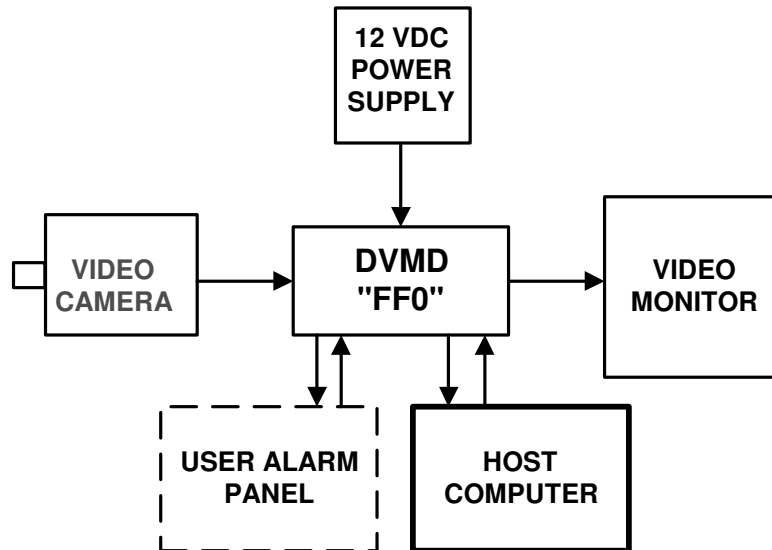 12 VDC
POWER
SUPPLY
VIDEO
CAMERA
DVMD
"FF0"
VIDEO
MONITOR
USER ALARM
PANEL
HOST
COMPUTER